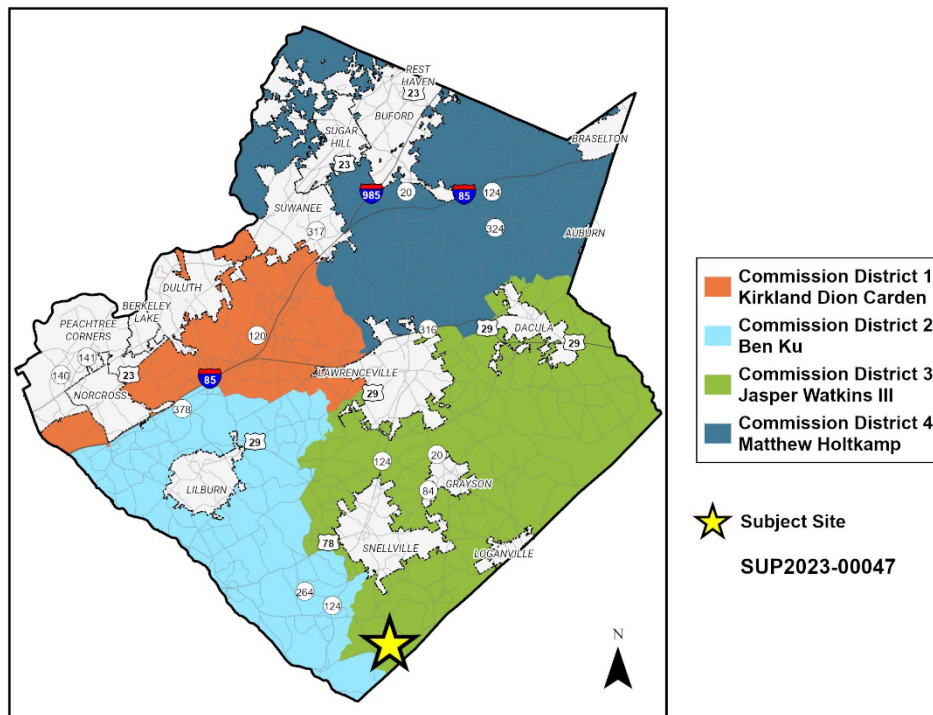 REST
HAVEN
23
BUFORD
SUGAR
HILL
23
BRASELTON
985
20
85
124
SUWANEE
317
324
AUBURN
DULUTH
BERKELEY
LAKE
PEACHTREE
CORNERS
141
140
120
316
29
DACULA
29
23
NORCROSS
85
LAWRENCEVILLE
29
378
29
LILBURN
124
20
GRAYSON
84
78
SNELLVILLE
LOGANVILLE
264
124
N
Commission District 1
Kirkland Dion Carden
Commission District 2
Ben Ku
Commission District 3
Jasper Watkins III
Commission District 4
Matthew Holtkamp
Subject Site
SUP2023-00047